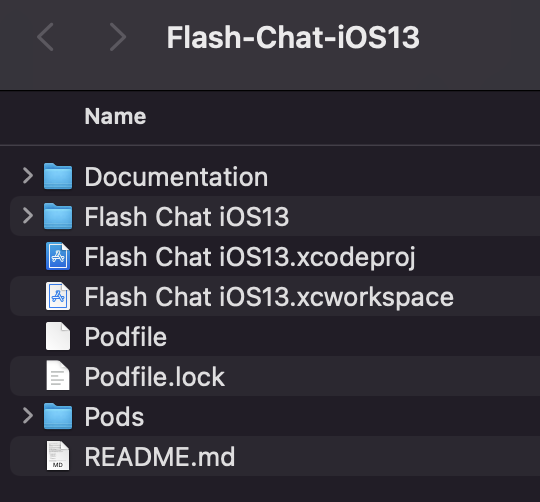 Flash-Chat-iOS13
Name
Documentation
Flash Chat iOS13
Flash Chat iOS13.xcodeproj
Flash Chat iOS13.xcworkspace
Podfile
Podfile.lock
Pods
README.md
MD